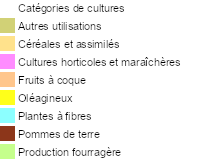 Catégories de cultures
Autres utilisations
Céréales et assimilés
Cultures horticoles et maraîchères
Fruits à coque
Oléagineux
Plantes à fibres
Pommes de terre
Production fourragère